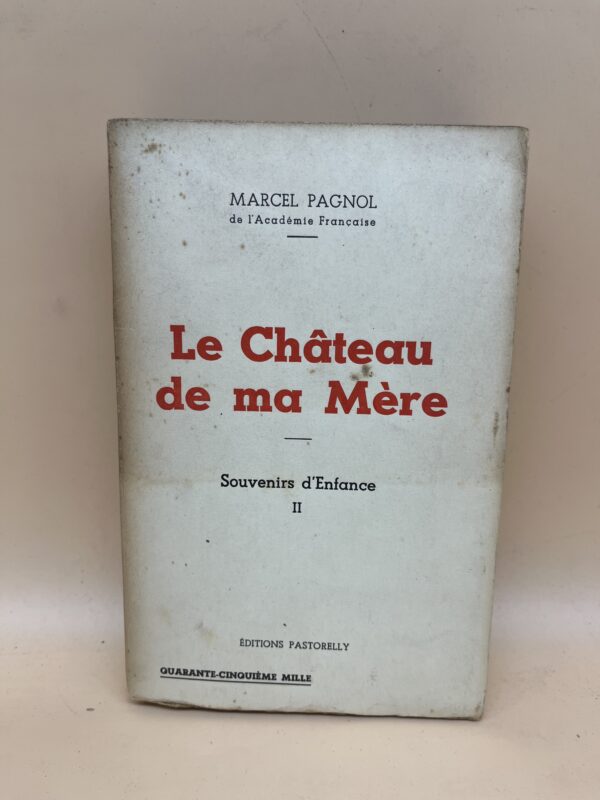 MARCEL PAGNOL
de l'Académie Française
Le Château
de ma Mère
Souvenirs d'Enfance
II
ÉDITIONS PASTORELLY
QUARANTE-CINQUIÈME MILLE